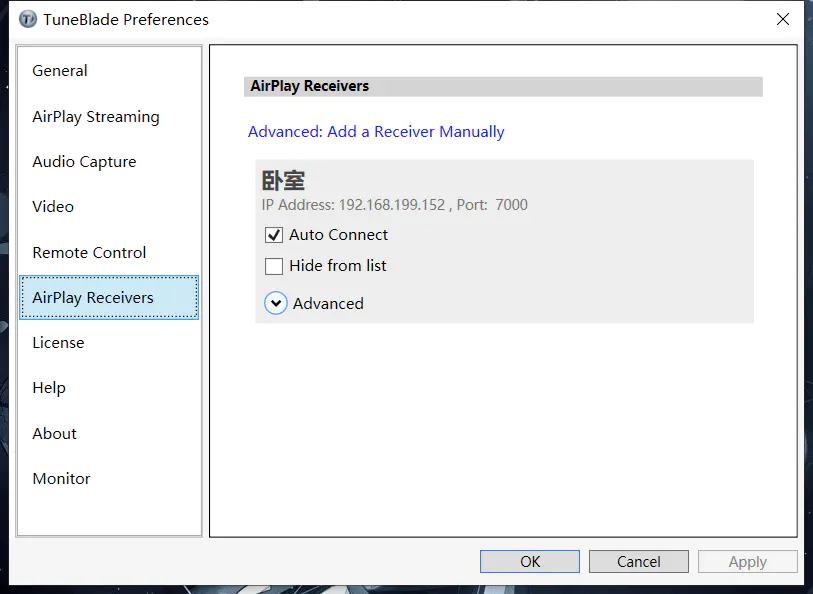 TuneBlade Preferences
General
AirPlay Streaming
Audio Capture
Video
Remote Control
AirPlay Receivers
License
Help
About
Monitor
AirPlay Receivers
Advanced: Add a Receiver Manually
卧室
IP Address: 192.168.199.152 , Port: 7000
Auto Connect
Hide from list
Advanced
OK
Cancel
Apply